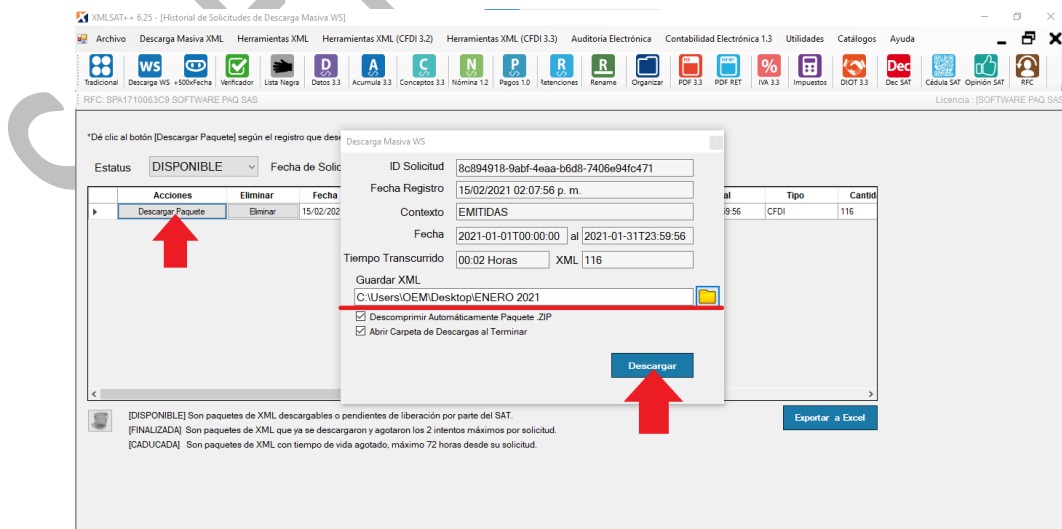 XMLSAT++ 6.25 - [Historial de Solicitudes de Descarga Masiva WS]
Archivo Descarga Masiva XML Herramientas XML Herramientas XML (CFDI 3.2) Herramientas XML (CFDI 3.3) Auditoria Electrónica Contabilidad Electrónica 1.3 Utilidades Catálogos Ayuda
WS D A C N P R R PDF PDF RET % Dec
Tradicional Descarga WS +500xFecha Verificador Lista Negra Datos 3.3 Acumula 3.3 Conceptos 3.3 Nómina 1.2 Pagos 1.0 Retenciones Rename Organizar PDF 3.3 PDF RET IVA 3.3 Impuestos DIOT 3.3 Dec SAT Cédula SAT Opinión SAT RFC
RFC: SPA1710063C9 SOFTWARE PAQ SAS Licencia : [SOFTWARE PAQ SAS
*Dé clic al botón [Descargar Paquete] según el registro que dese
Estatus DISPONIBLE Fecha de Solic
Acciones Eliminar Fecha al Tipo Cantid
Descargar Paquete Eliminar 15/02/202 59:56 CFDI 116
Descarga Masiva WS
ID Solicitud 8c894918-9abf-4eaa-b6d8-7406e94fc471
Fecha Registro 15/02/2021 02:07:56 p. m.
Contexto EMITIDAS
Fecha 2021-01-01T00:00:00 al 2021-01-31T23:59:56
Tiempo Transcurrido 00:02 Horas XML 116
Guardar XML
C:\Users\OEM\Desktop\ENERO 2021
Descomprimir Automáticamente Paquete .ZIP
Abrir Carpeta de Descargas al Terminar
Descargar
[DISPONIBLE] Son paquetes de XML descargables o pendientes de liberación por parte del SAT.
[FINALIZADA] Son paquetes de XML que ya se descargaron y agotaron los 2 intentos máximos por solicitud.
[CADUCADA] Son paquetes de XML con tiempo de vida agotado, máximo 72 horas desde su solicitud.
Exportar a Excel